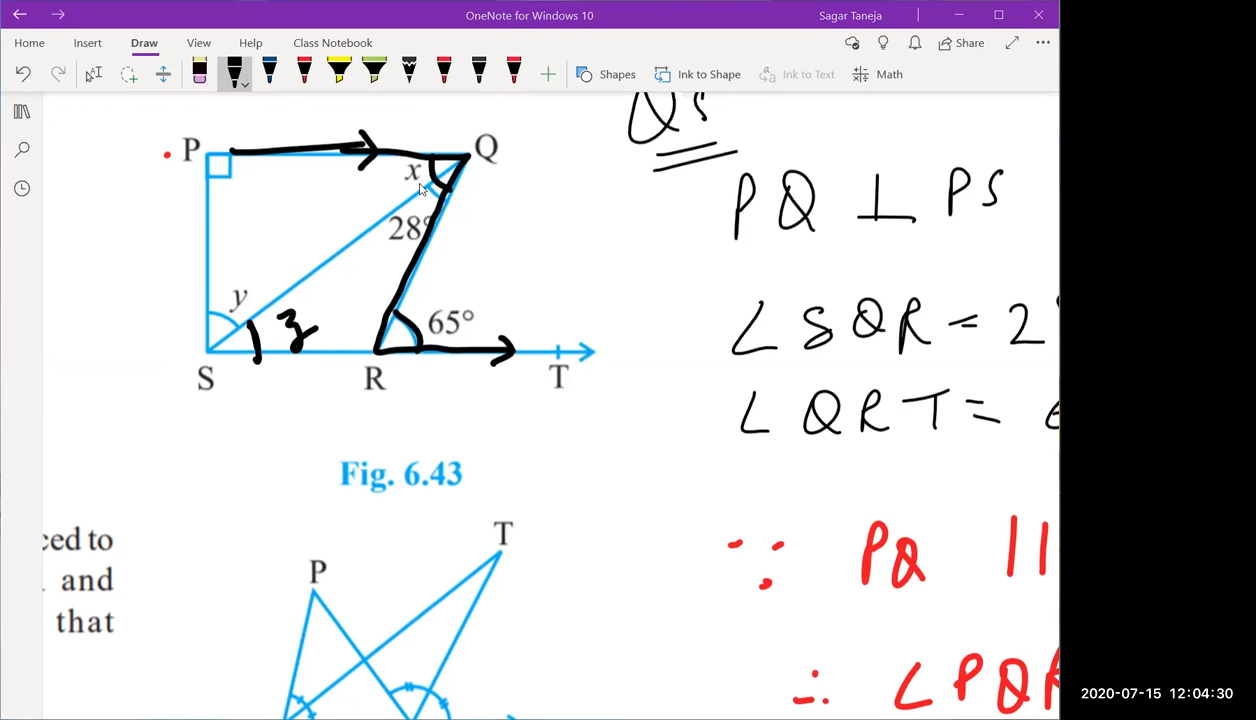 OneNote for Windows 10
Sagar Taneja
Home Insert Draw View Help Class Notebook
Share
Shapes Ink to Shape Ink to Text Math
P Q
x
28°
y z
65°
S R T
Fig. 6.43
ced to
and
that
P T
Q5
PQ ⊥ PS
∠SQR = 2
∠QRT =
∵ PQ ||
∴ ∠PQR
2020-07-15 12:04:30